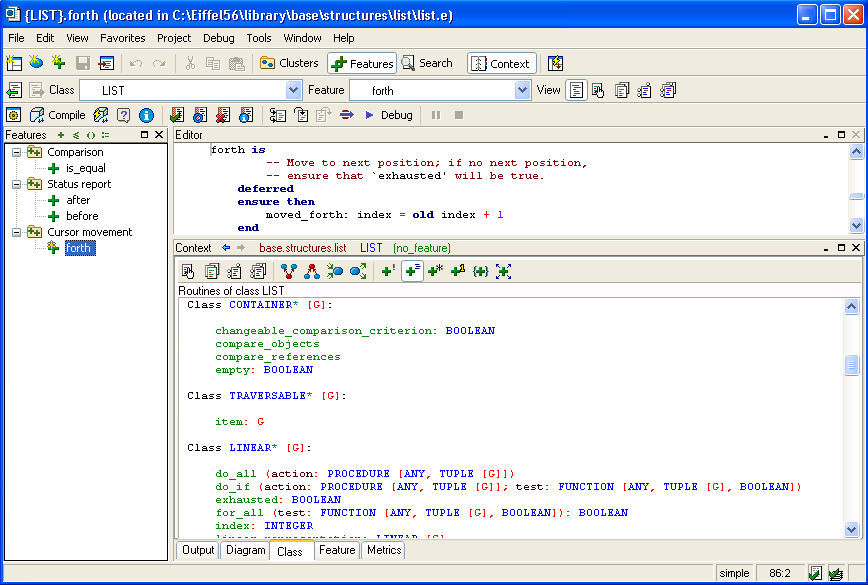 {LIST}.forth (located in C:\Eiffel56\library\base\structures\list\list.e)
File Edit View Favorites Project Debug Tools Window Help
Clusters Features Search Context
Class LIST Feature forth View
Compile Debug
Features
Comparison
is_equal
Status report
after
before
Cursor movement
forth
Editor
forth is
-- Move to next position; if no next position,
-- ensure that `exhausted' will be true.
deferred
ensure then
moved_forth: index = old index + 1
end
Context base.structures.list LIST (no_feature)
Routines of class LIST
Class CONTAINER* [G]:
changeable_comparison_criterion: BOOLEAN
compare_objects
compare_references
empty: BOOLEAN
Class TRAVERSABLE* [G]:
item: G
Class LINEAR* [G]:
do_all (action: PROCEDURE [ANY, TUPLE [G]])
do_if (action: PROCEDURE [ANY, TUPLE [G]]; test: FUNCTION [ANY, TUPLE [G], BOOLEAN])
exhausted: BOOLEAN
for_all (test: FUNCTION [ANY, TUPLE [G], BOOLEAN]): BOOLEAN
index: INTEGER
linear_representation: LINEAR [G]
Output Diagram Class Feature Metrics
simple 86:2